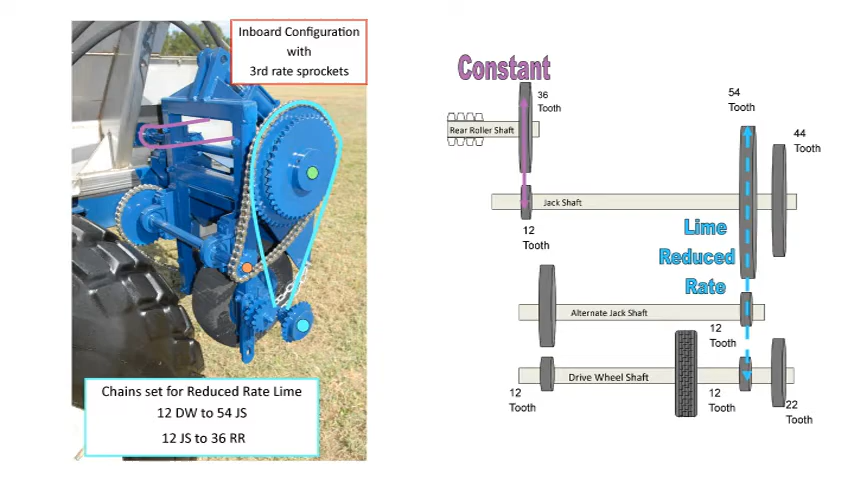 Inboard Configuration
with
3rd rate sprockets
Chains set for Reduced Rate Lime
12 DW to 54 JS
12 JS to 36 RR
Constant
36
Tooth
Rear Roller Shaft
54
Tooth
44
Tooth
Jack Shaft
12
Tooth
Lime
Reduced
Rate
Alternate Jack Shaft
12
Tooth
Drive Wheel Shaft
12
Tooth
12
Tooth
22
Tooth